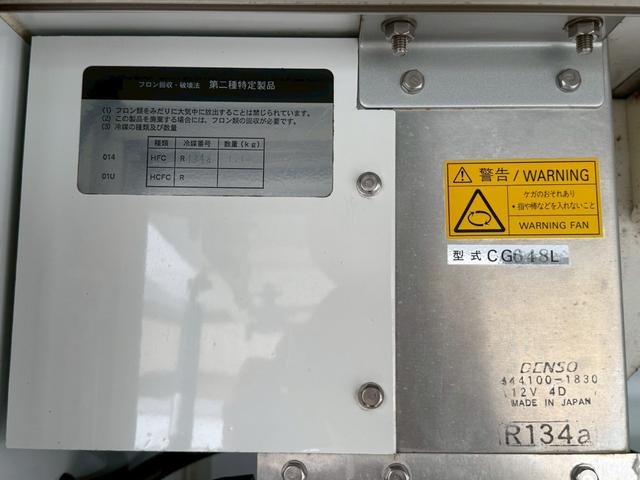 フロン回収・破壊法 第二種特定製品
(1) フロン類をみだりに大気中に放出することは禁じられています。
(2) この製品を廃棄する場合には、フロン類の回収が必要です。
(3) 冷媒の種類及び数量
種類 冷媒番号 数量(kg)
014 HFC R134a
01U HCFC R
警告/WARNING
ケガのおそれあり
・指や棒などを入れないこと
WARNING FAN
型式 CG648L
DENSO
444100-1830
12V 4D
MADE IN JAPAN
R134a